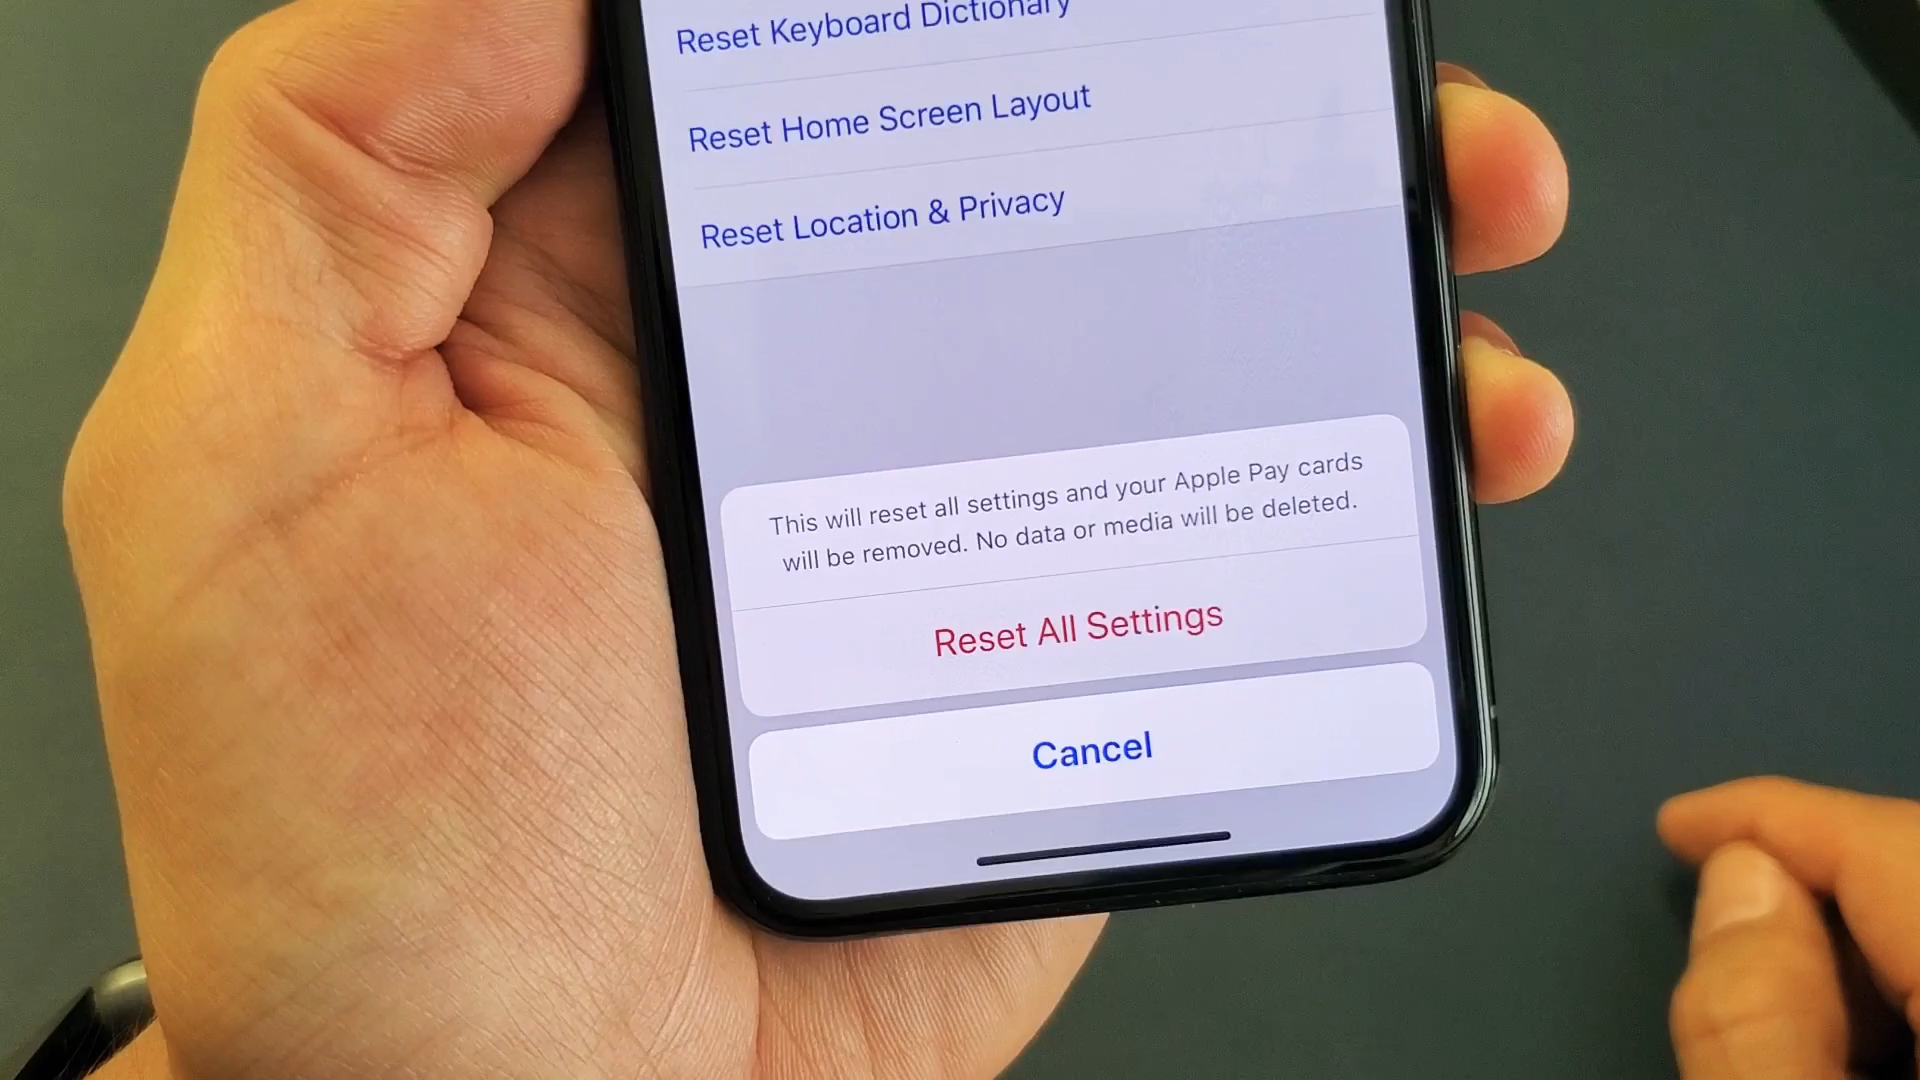 Reset Keyboard Dictionary
Reset Home Screen Layout
Reset Location & Privacy
This will reset all settings and your Apple Pay cards
will be removed. No data or media will be deleted.
Reset All Settings
Cancel